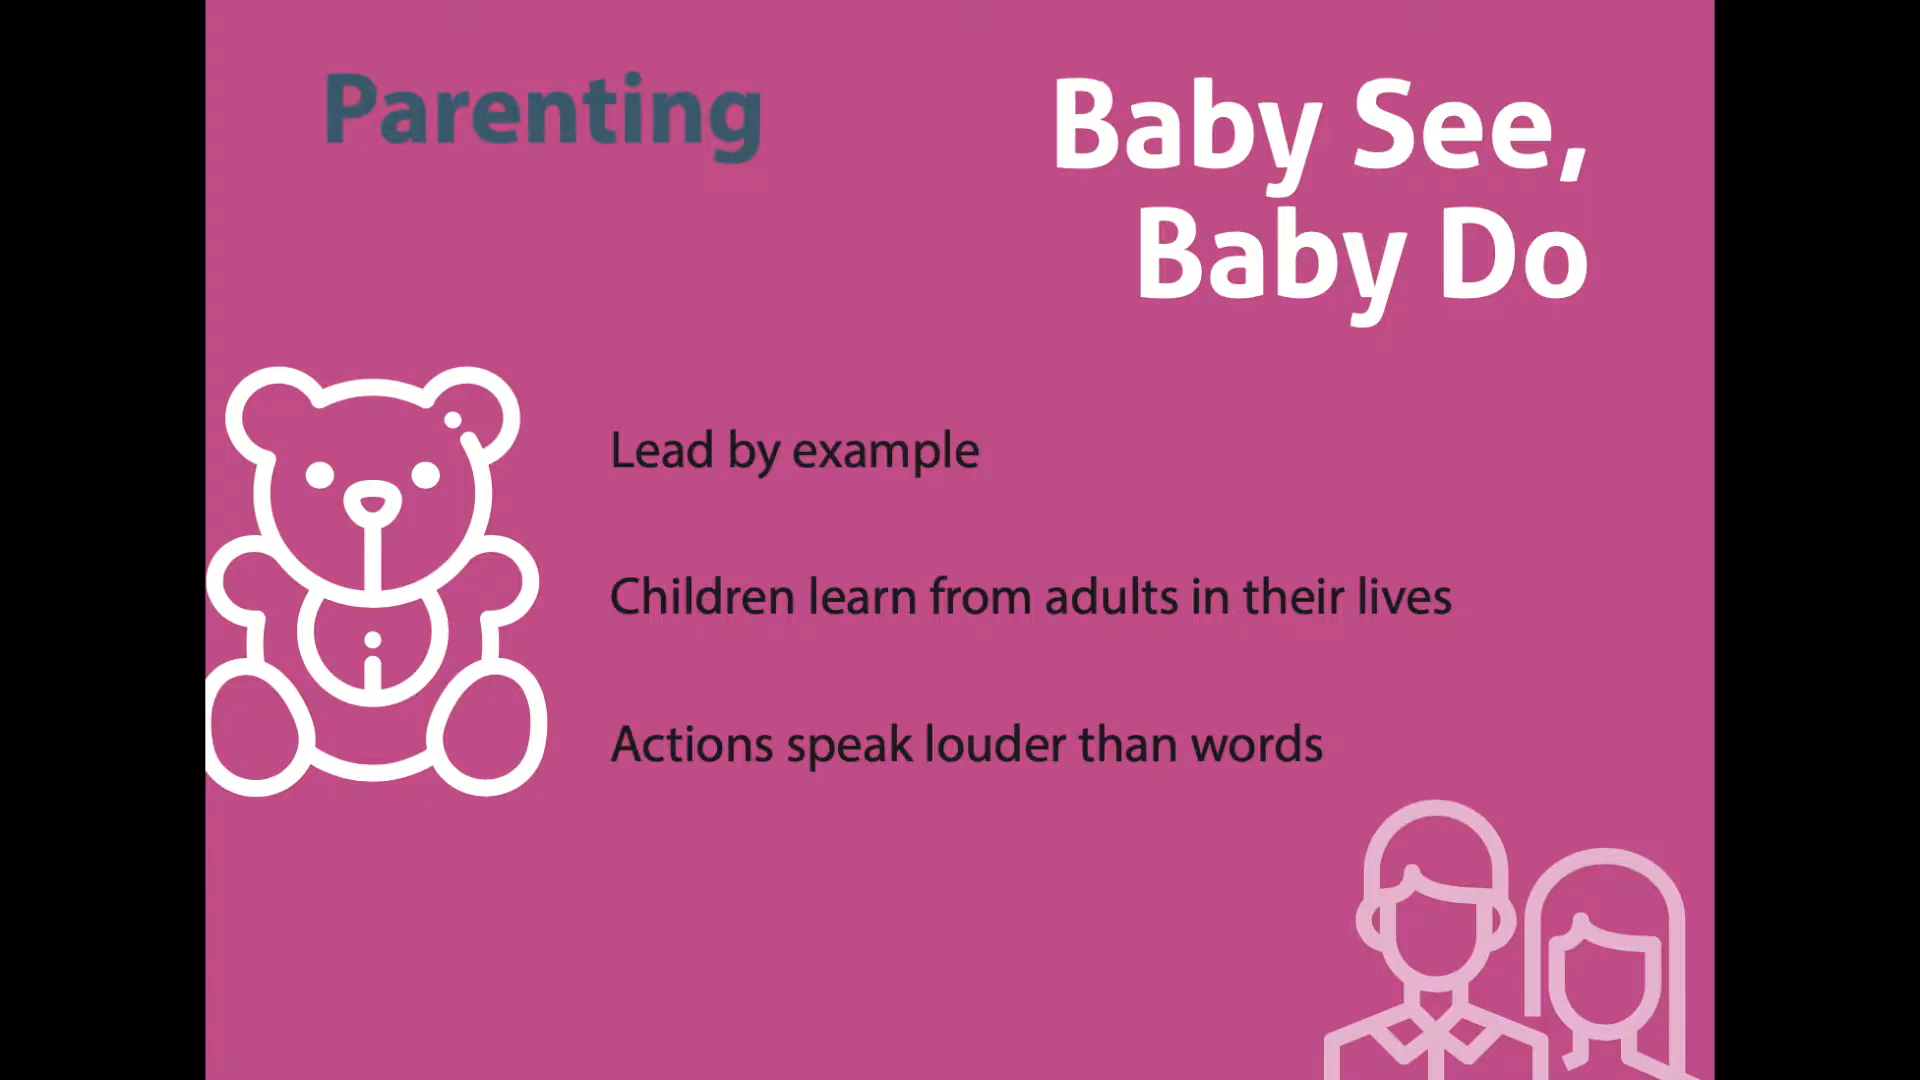 Parenting
Baby See,
Baby Do
Lead by example
Children learn from adults in their lives
Actions speak louder than words